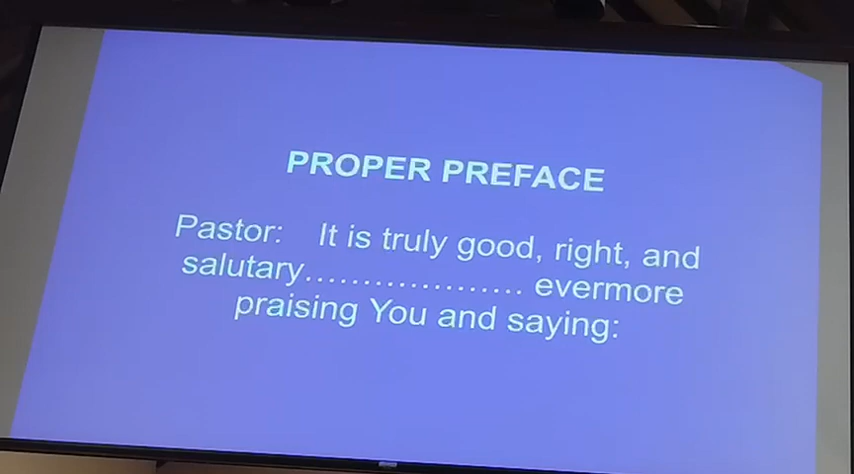 PROPER PREFACE
Pastor: It is truly good, right, and
salutary................... evermore
praising You and saying: